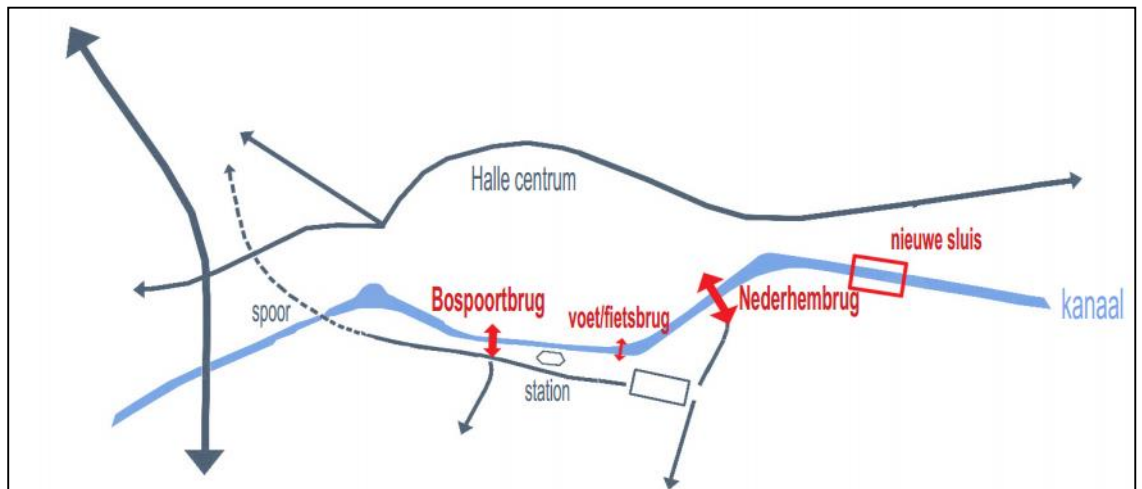 Halle centrum
nieuwe sluis
Bospoortbrug
Nederhembrug
kanaal
spoor
voet/fietsbrug
station